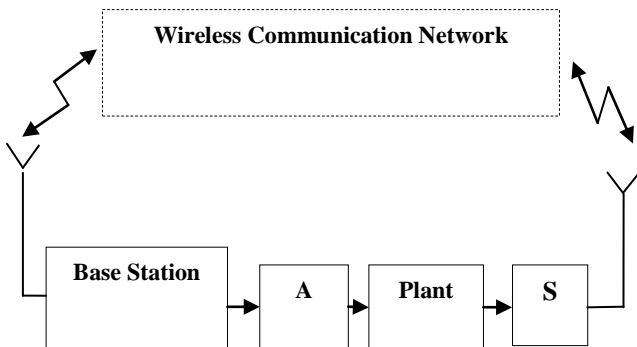 Wireless Communication Network
Base Station
A
Plant
S